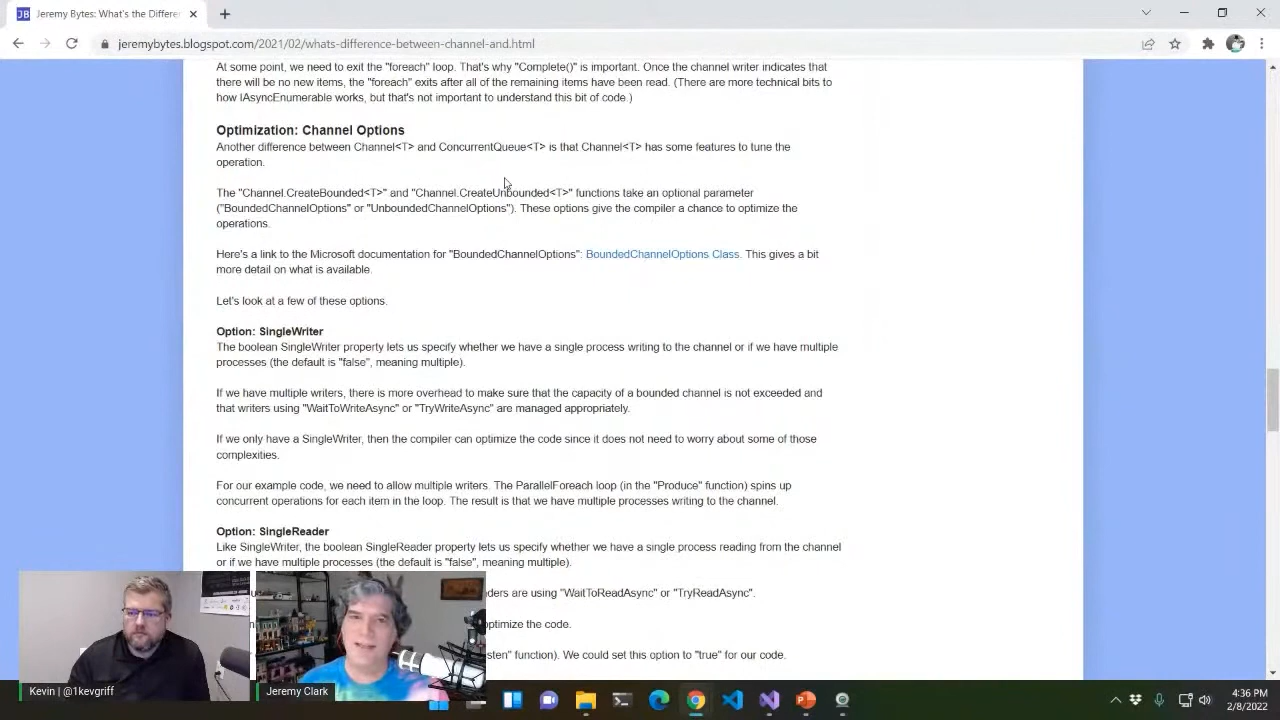 Jeremy Bytes: What's the Differe
jeremybytes.blogspot.com/2021/02/whats-difference-between-channel-and.html
At some point, we need to exit the "foreach" loop. That's why "Complete()" is important. Once the channel writer indicates that
there will be no new items, the "foreach" exits after all of the remaining items have been read. (There are more technical bits to
how IAsyncEnumerable works, but that's not important to understand this bit of code.)
Optimization: Channel Options
Another difference between Channel<T> and ConcurrentQueue<T> is that Channel<T> has some features to tune the
operation.
The "Channel.CreateBounded<T>" and "Channel.CreateUnbounded<T>" functions take an optional parameter
("BoundedChannelOptions" or "UnboundedChannelOptions"). These options give the compiler a chance to optimize the
operations.
Here's a link to the Microsoft documentation for "BoundedChannelOptions": BoundedChannelOptions Class. This gives a bit
more detail on what is available.
Let's look at a few of these options.
Option: SingleWriter
The boolean SingleWriter property lets us specify whether we have a single process writing to the channel or if we have multiple
processes (the default is "false", meaning multiple).
If we have multiple writers, there is more overhead to make sure that the capacity of a bounded channel is not exceeded and
that writers using "WaitToWriteAsync" or "TryWriteAsync" are managed appropriately.
If we only have a SingleWriter, then the compiler can optimize the code since it does not need to worry about some of those
complexities.
For our example code, we need to allow multiple writers. The ParallelForeach loop (in the "Produce" function) spins up
concurrent operations for each item in the loop. The result is that we have multiple processes writing to the channel.
Option: SingleReader
Like SingleWriter, the boolean SingleReader property lets us specify whether we have a single process reading from the channel
or if we have multiple processes (the default is "false", meaning multiple).
ders are using "WaitToReadAsync" or "TryReadAsync".
optimize the code.
sten" function). We could set this option to "true" for our code.
Kevin | @1kevgriff
Jeremy Clark
4:36 PM
2/8/2022